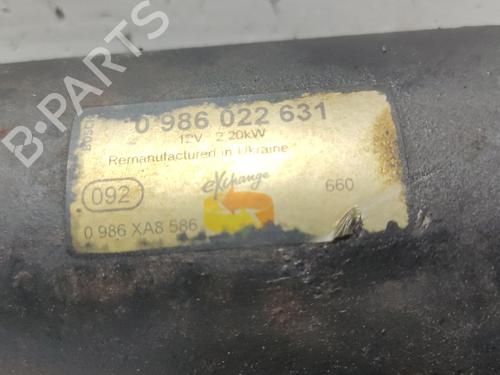 BOSCH
0 986 022 631
12V - 2.20kW
Remanufactured in Ukraine
092
eXchange
660
0 986 XA8 586
B-PARTS